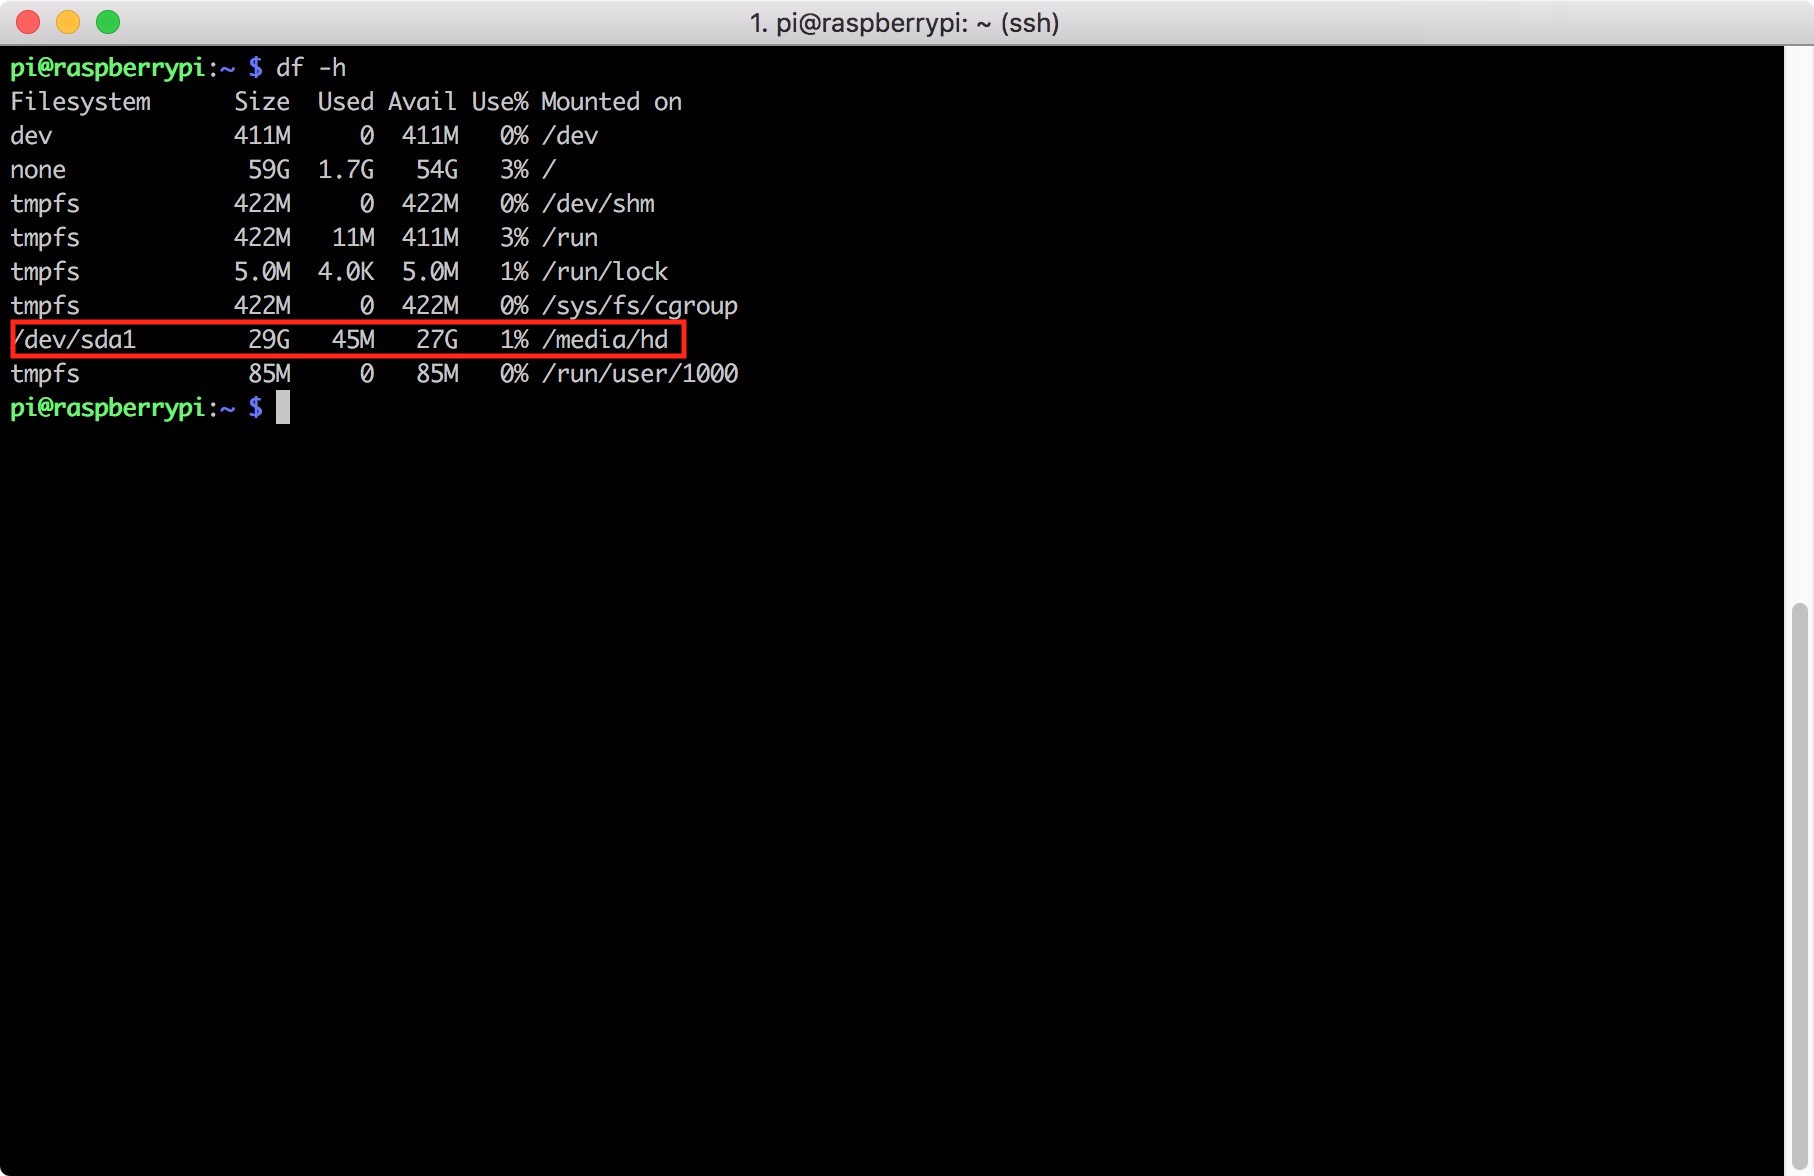 1. pi@raspberrypi: ~ (ssh)
pi@raspberrypi:~ $ df -h
Filesystem      Size  Used Avail Use% Mounted on
dev             411M     0  411M   0% /dev
none             59G  1.7G   54G   3% /
tmpfs           422M     0  422M   0% /dev/shm
tmpfs           422M   11M  411M   3% /run
tmpfs           5.0M  4.0K  5.0M   1% /run/lock
tmpfs           422M     0  422M   0% /sys/fs/cgroup
/dev/sda1        29G   45M   27G   1% /media/hd
tmpfs            85M     0   85M   0% /run/user/1000
pi@raspberrypi:~ $